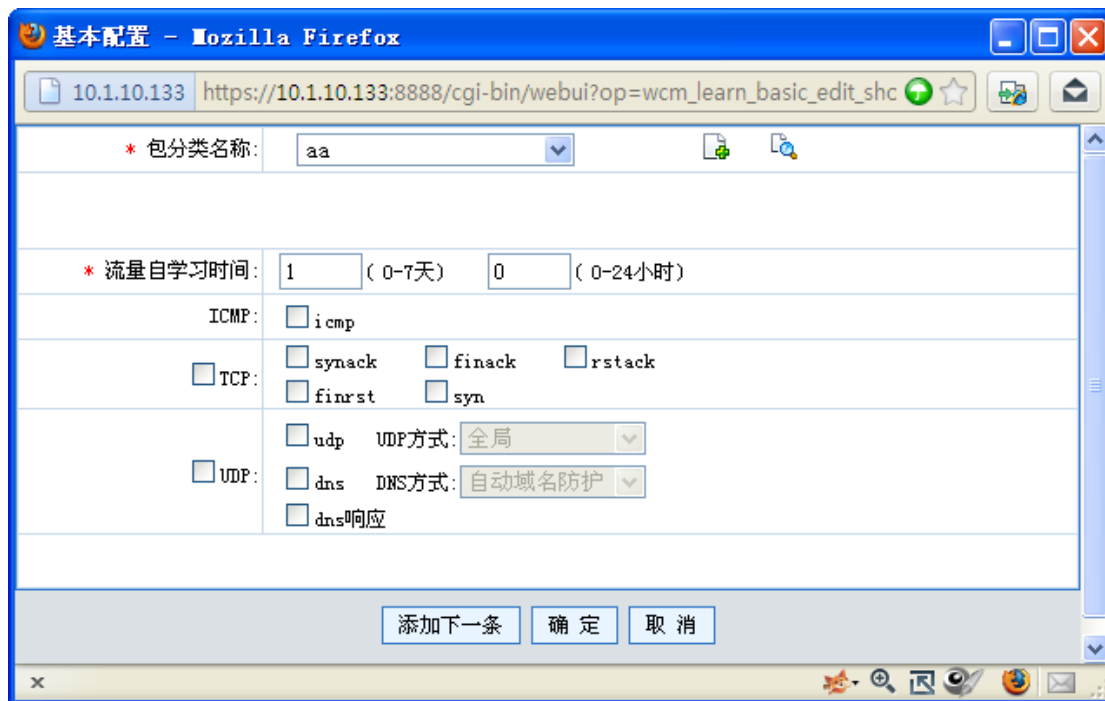 基本配置 - Mozilla Firefox
10.1.10.133 https://10.1.10.133:8888/cgi-bin/webui?op=wcm_learn_basic_edit_shc
* 包分类名称: aa
* 流量自学习时间: 1 ( 0-7天) 0 ( 0-24小时)
ICMP: icmp
TCP: synack finack rstack
finrst syn
udp UDP方式: 全局
UDP: dns DNS方式: 自动域名防护
dns响应
添加下一条 确 定 取 消
x